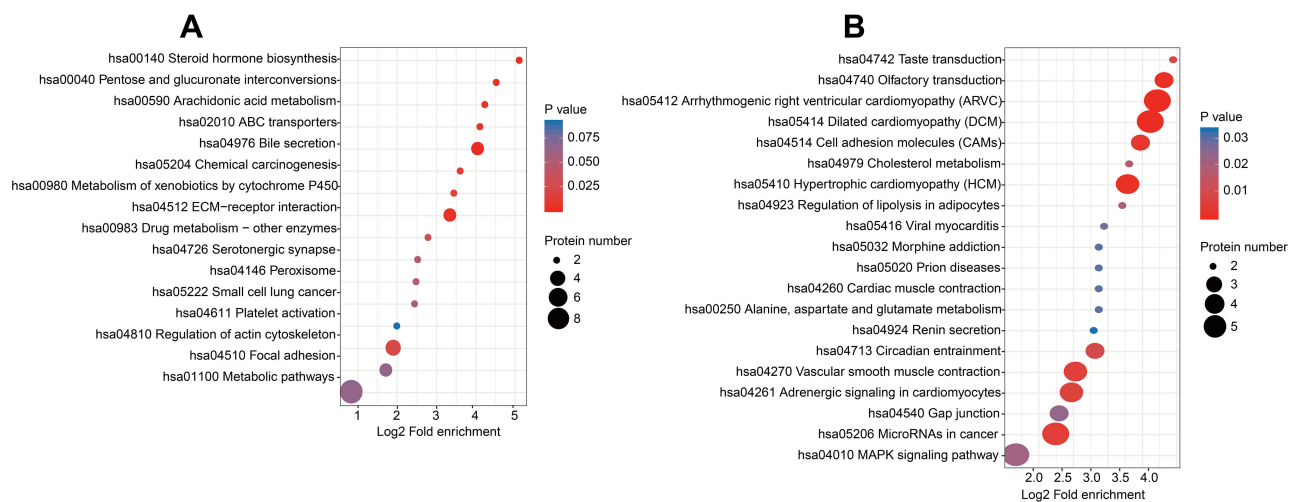 A
hsa00140 Steroid hormone biosynthesis
hsa00040 Pentose and glucuronate interconversions
hsa00590 Arachidonic acid metabolism
hsa02010 ABC transporters
hsa04976 Bile secretion
hsa05204 Chemical carcinogenesis
hsa00980 Metabolism of xenobiotics by cytochrome P450
hsa04512 ECM−receptor interaction
hsa00983 Drug metabolism − other enzymes
hsa04726 Serotonergic synapse
hsa04146 Peroxisome
hsa05222 Small cell lung cancer
hsa04611 Platelet activation
hsa04810 Regulation of actin cytoskeleton
hsa04510 Focal adhesion
hsa01100 Metabolic pathways
1 2 3 4 5
Log2 Fold enrichment
P value
0.075
0.050
0.025
Protein number
2
4
6
8
B
hsa04742 Taste transduction
hsa04740 Olfactory transduction
hsa05412 Arrhythmogenic right ventricular cardiomyopathy (ARVC)
hsa05414 Dilated cardiomyopathy (DCM)
hsa04514 Cell adhesion molecules (CAMs)
hsa04979 Cholesterol metabolism
hsa05410 Hypertrophic cardiomyopathy (HCM)
hsa04923 Regulation of lipolysis in adipocytes
hsa05416 Viral myocarditis
hsa05032 Morphine addiction
hsa05020 Prion diseases
hsa04260 Cardiac muscle contraction
hsa00250 Alanine, aspartate and glutamate metabolism
hsa04924 Renin secretion
hsa04713 Circadian entrainment
hsa04270 Vascular smooth muscle contraction
hsa04261 Adrenergic signaling in cardiomyocytes
hsa04540 Gap junction
hsa05206 MicroRNAs in cancer
hsa04010 MAPK signaling pathway
2.0 2.5 3.0 3.5 4.0
Log2 Fold enrichment
P value
0.03
0.02
0.01
Protein number
2
3
4
5